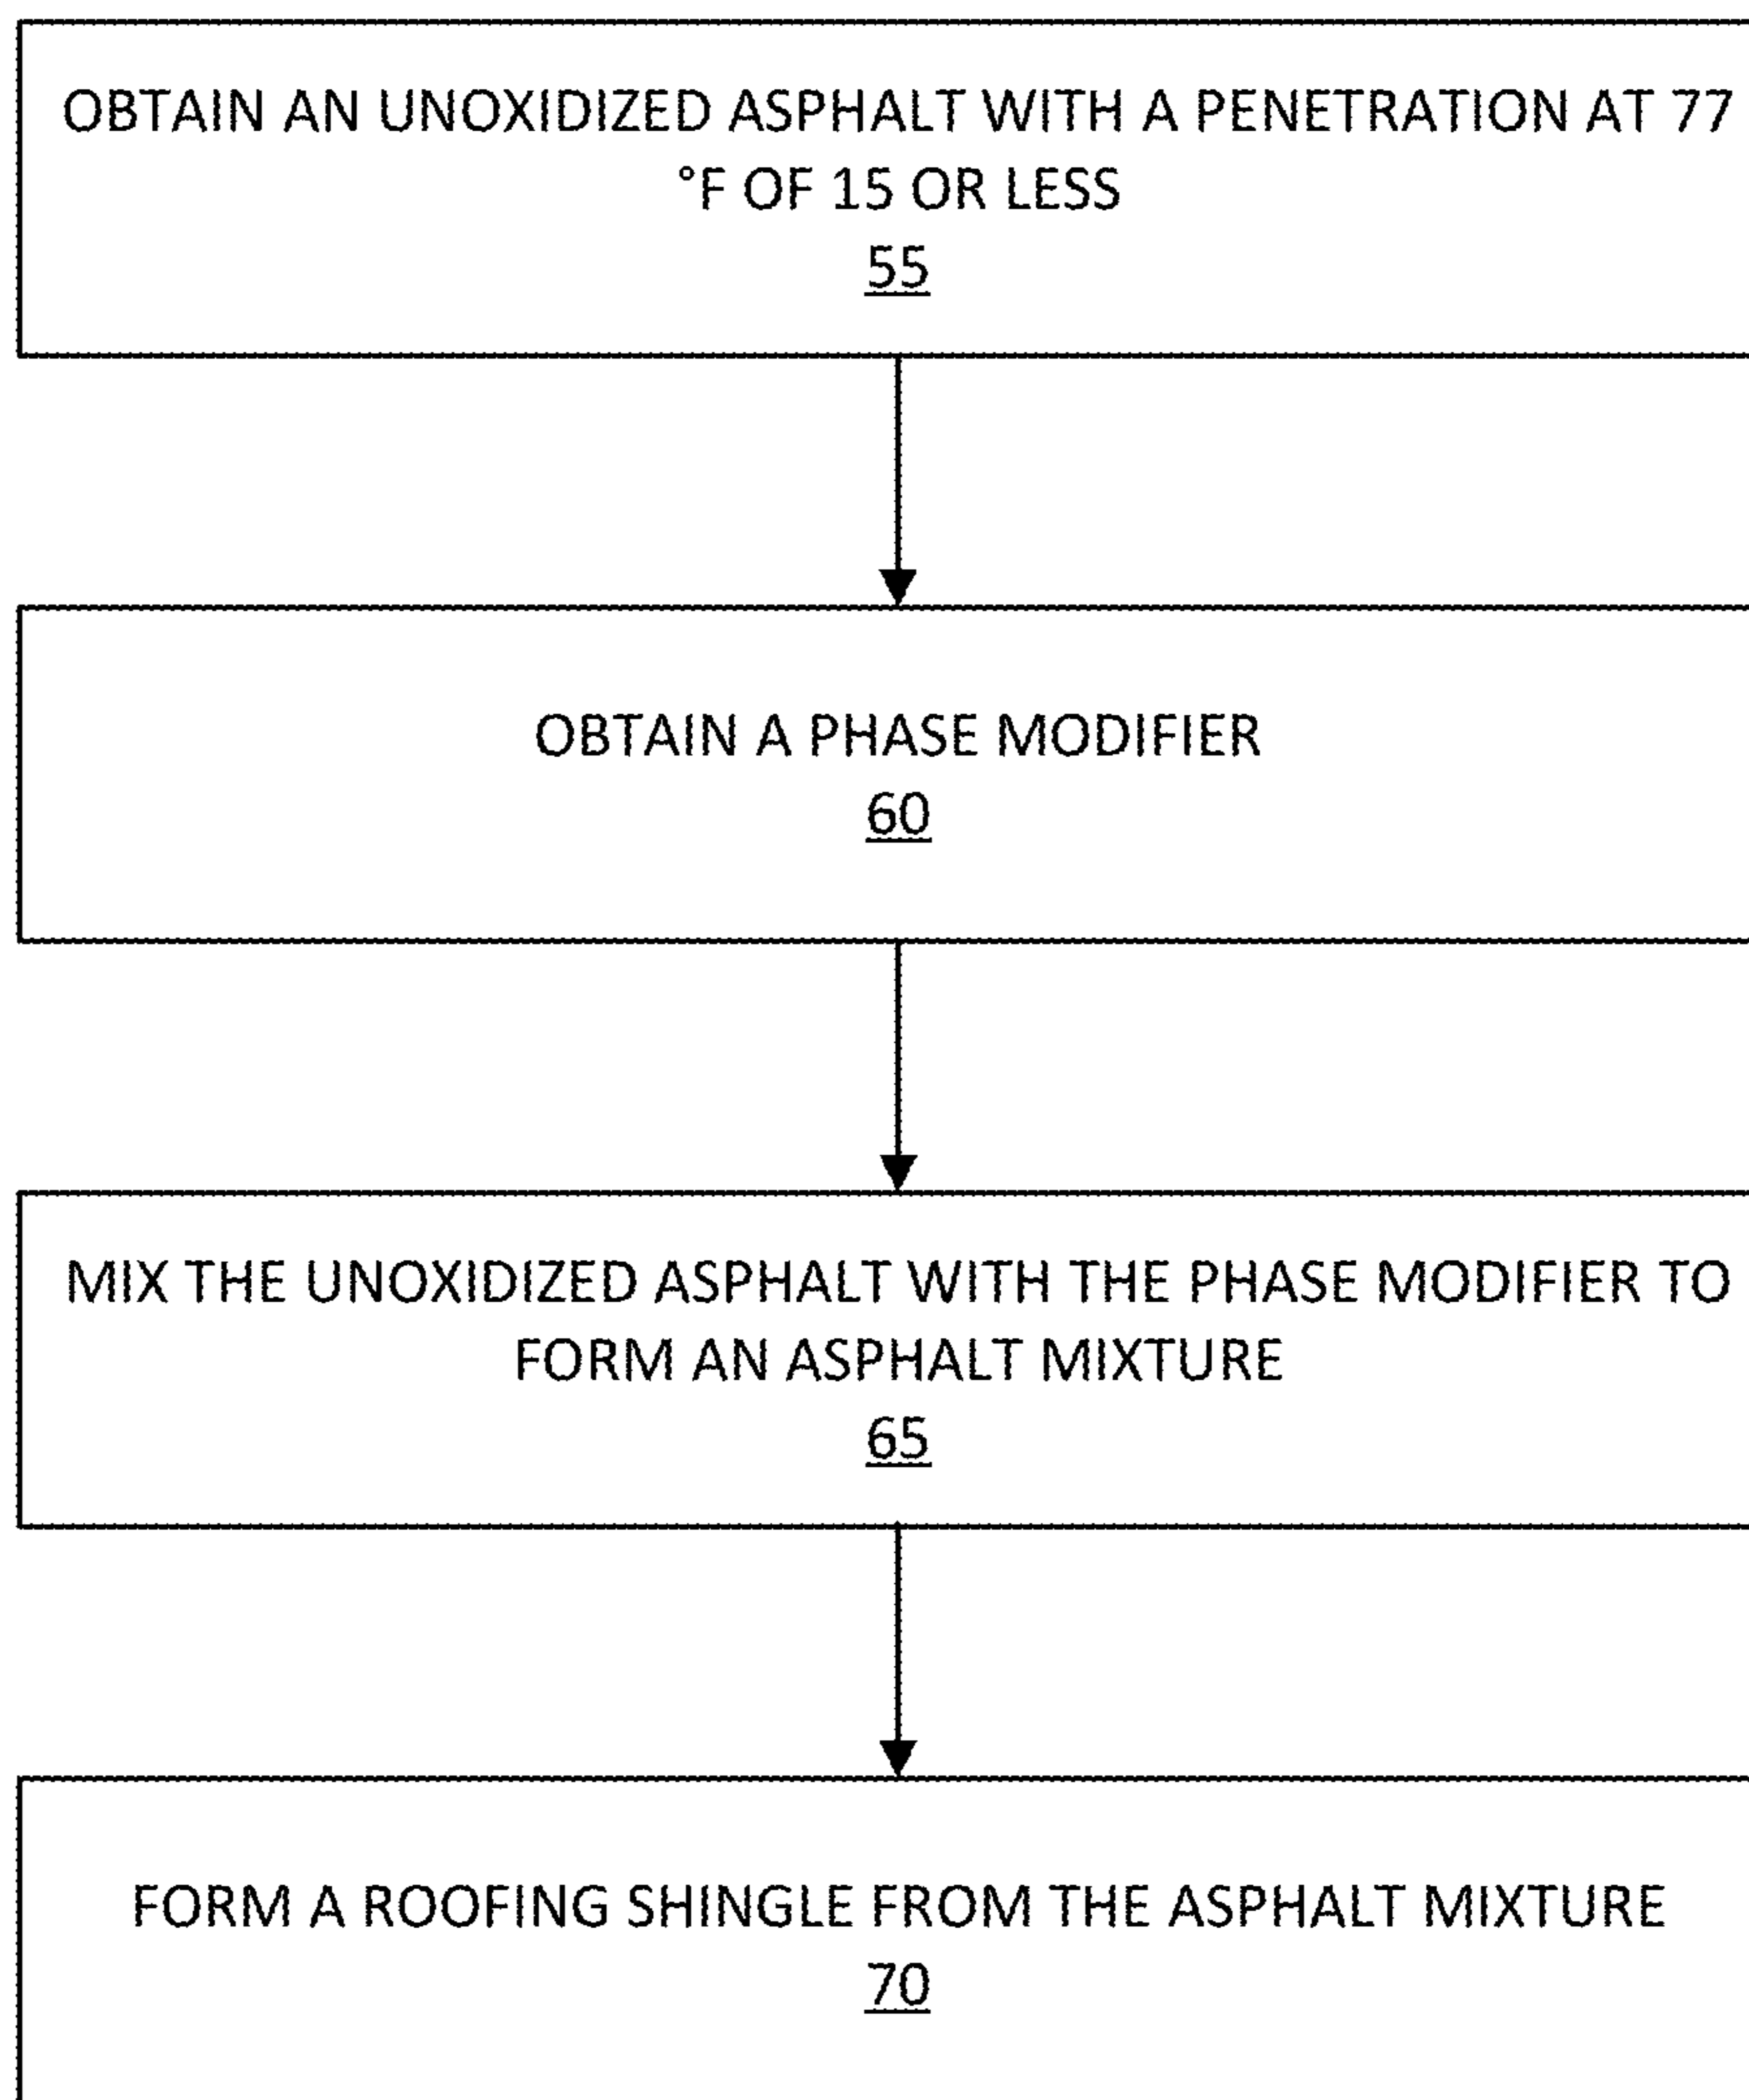 OBTAIN AN UNOXIDIZED ASPHALT WITH A PENETRATION AT 77
°F OF 15 OR LESS
55
OBTAIN A PHASE MODIFIER
60
MIX THE UNOXIDIZED ASPHALT WITH THE PHASE MODIFIER TO
FORM AN ASPHALT MIXTURE
65
FORM A ROOFING SHINGLE FROM THE ASPHALT MIXTURE
70